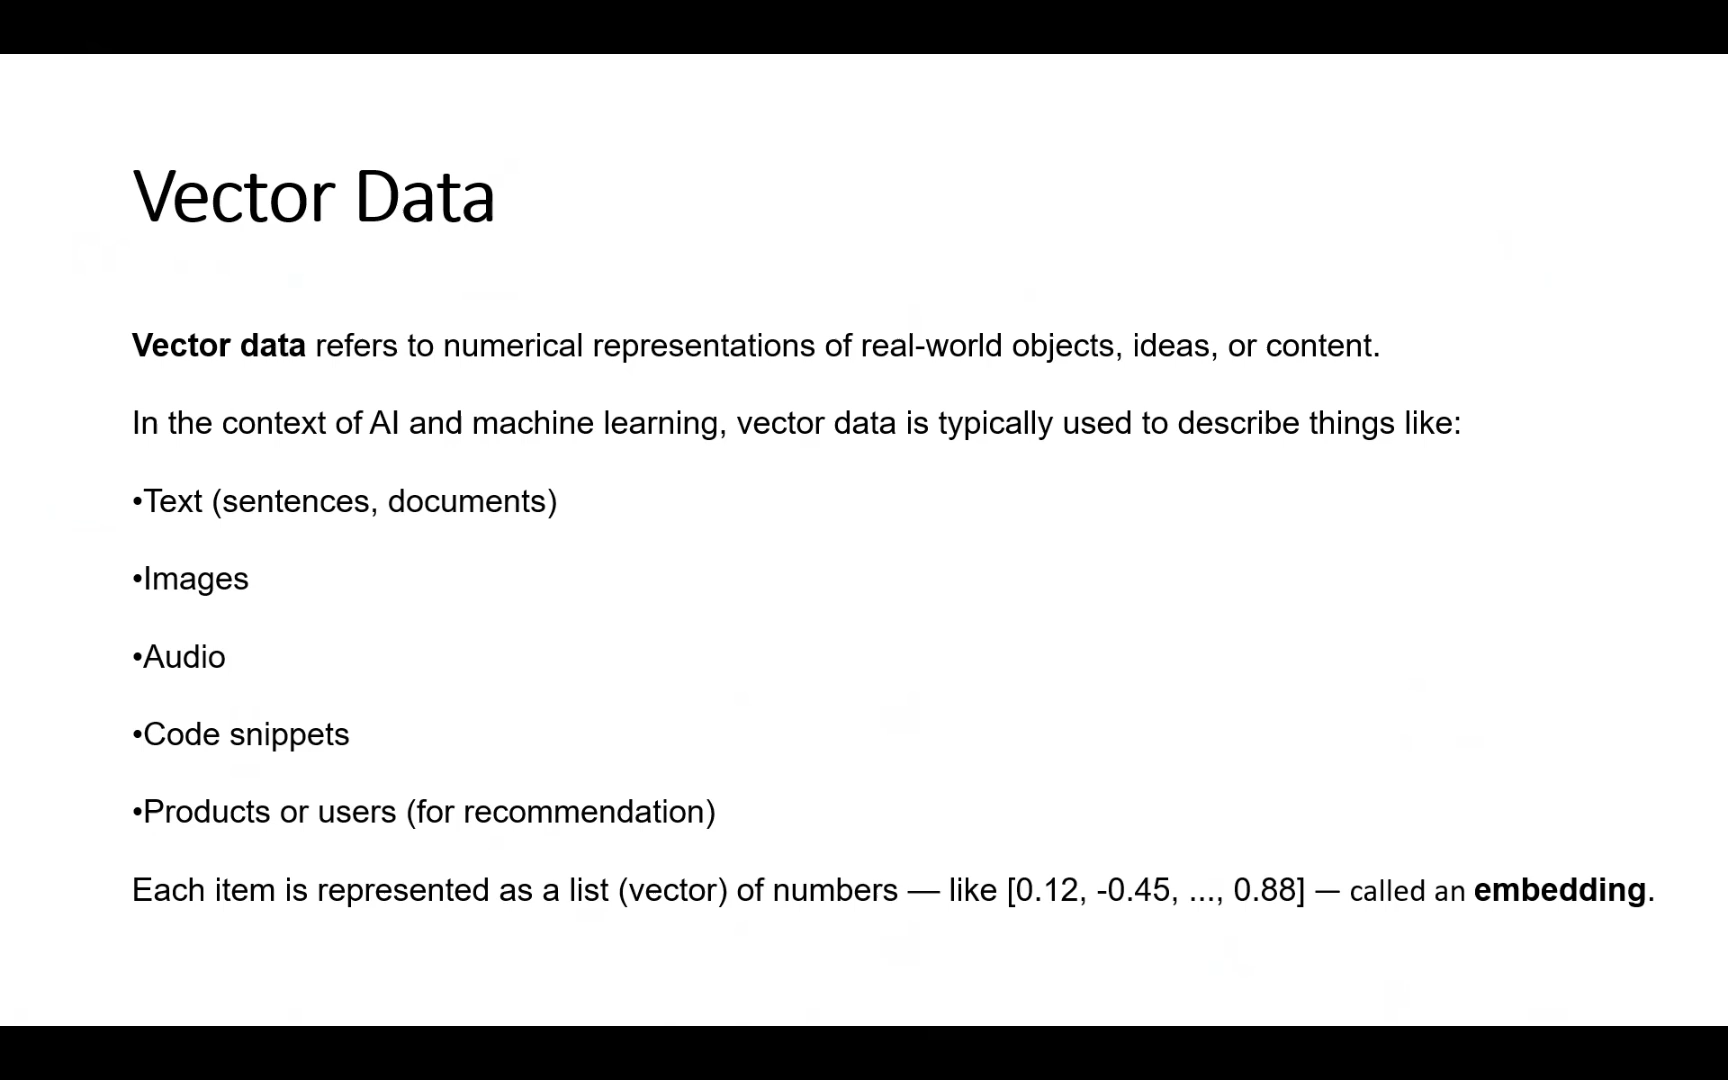 Vector Data
Vector data refers to numerical representations of real-world objects, ideas, or content.
In the context of AI and machine learning, vector data is typically used to describe things like:
•Text (sentences, documents)
•Images
•Audio
•Code snippets
•Products or users (for recommendation)
Each item is represented as a list (vector) of numbers — like [0.12, -0.45, ..., 0.88] — called an embedding.